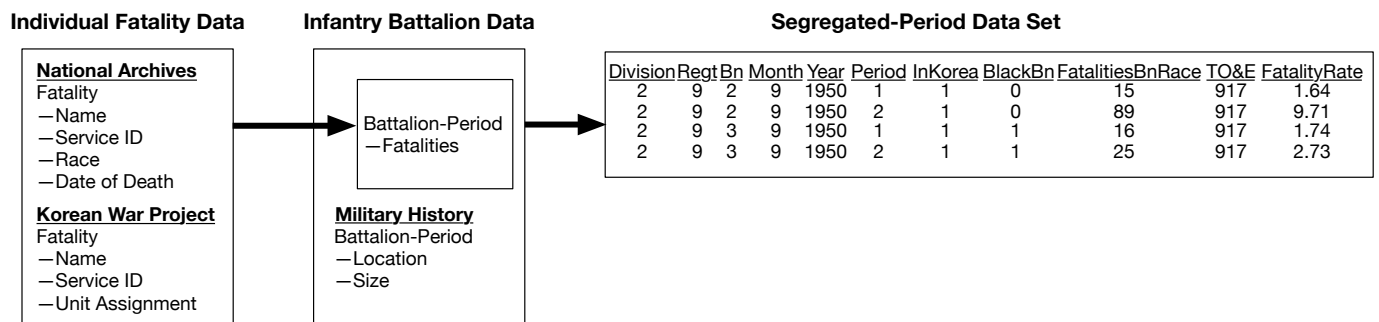 Individual Fatality Data
National Archives
Fatality
—Name
—Service ID
—Race
—Date of Death
Korean War Project
Fatality
—Name
—Service ID
—Unit Assignment
Infantry Battalion Data
Battalion-Period
—Fatalities
Military History
Battalion-Period
—Location
—Size
Segregated-Period Data Set
Division Regt Bn Month Year Period InKorea BlackBn FatalitiesBnRace TO&E FatalityRate
2 9 2 9 1950 1 1 0 15 917 1.64
2 9 2 9 1950 2 1 0 89 917 9.71
2 9 3 9 1950 1 1 1 16 917 1.74
2 9 3 9 1950 2 1 1 25 917 2.73